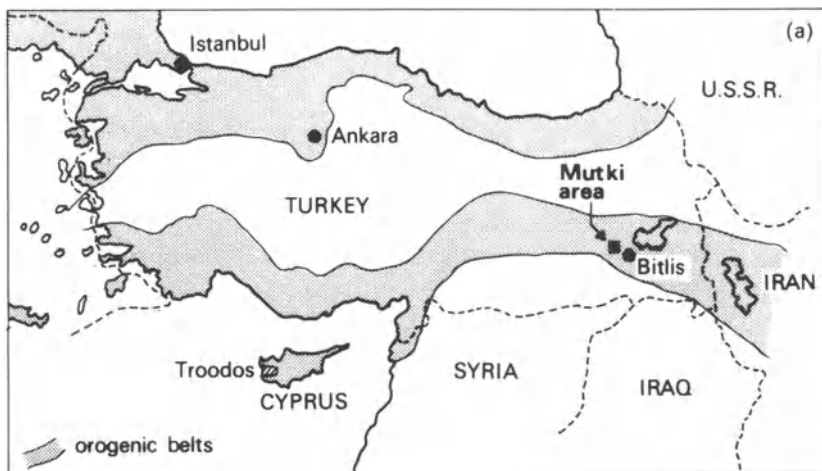 (a)
Istanbul
U.S.S.R.
Ankara
Mutki
area
TURKEY
Bitlis
IRAN
Troodos
CYPRUS
SYRIA
IRAQ
orogenic belts